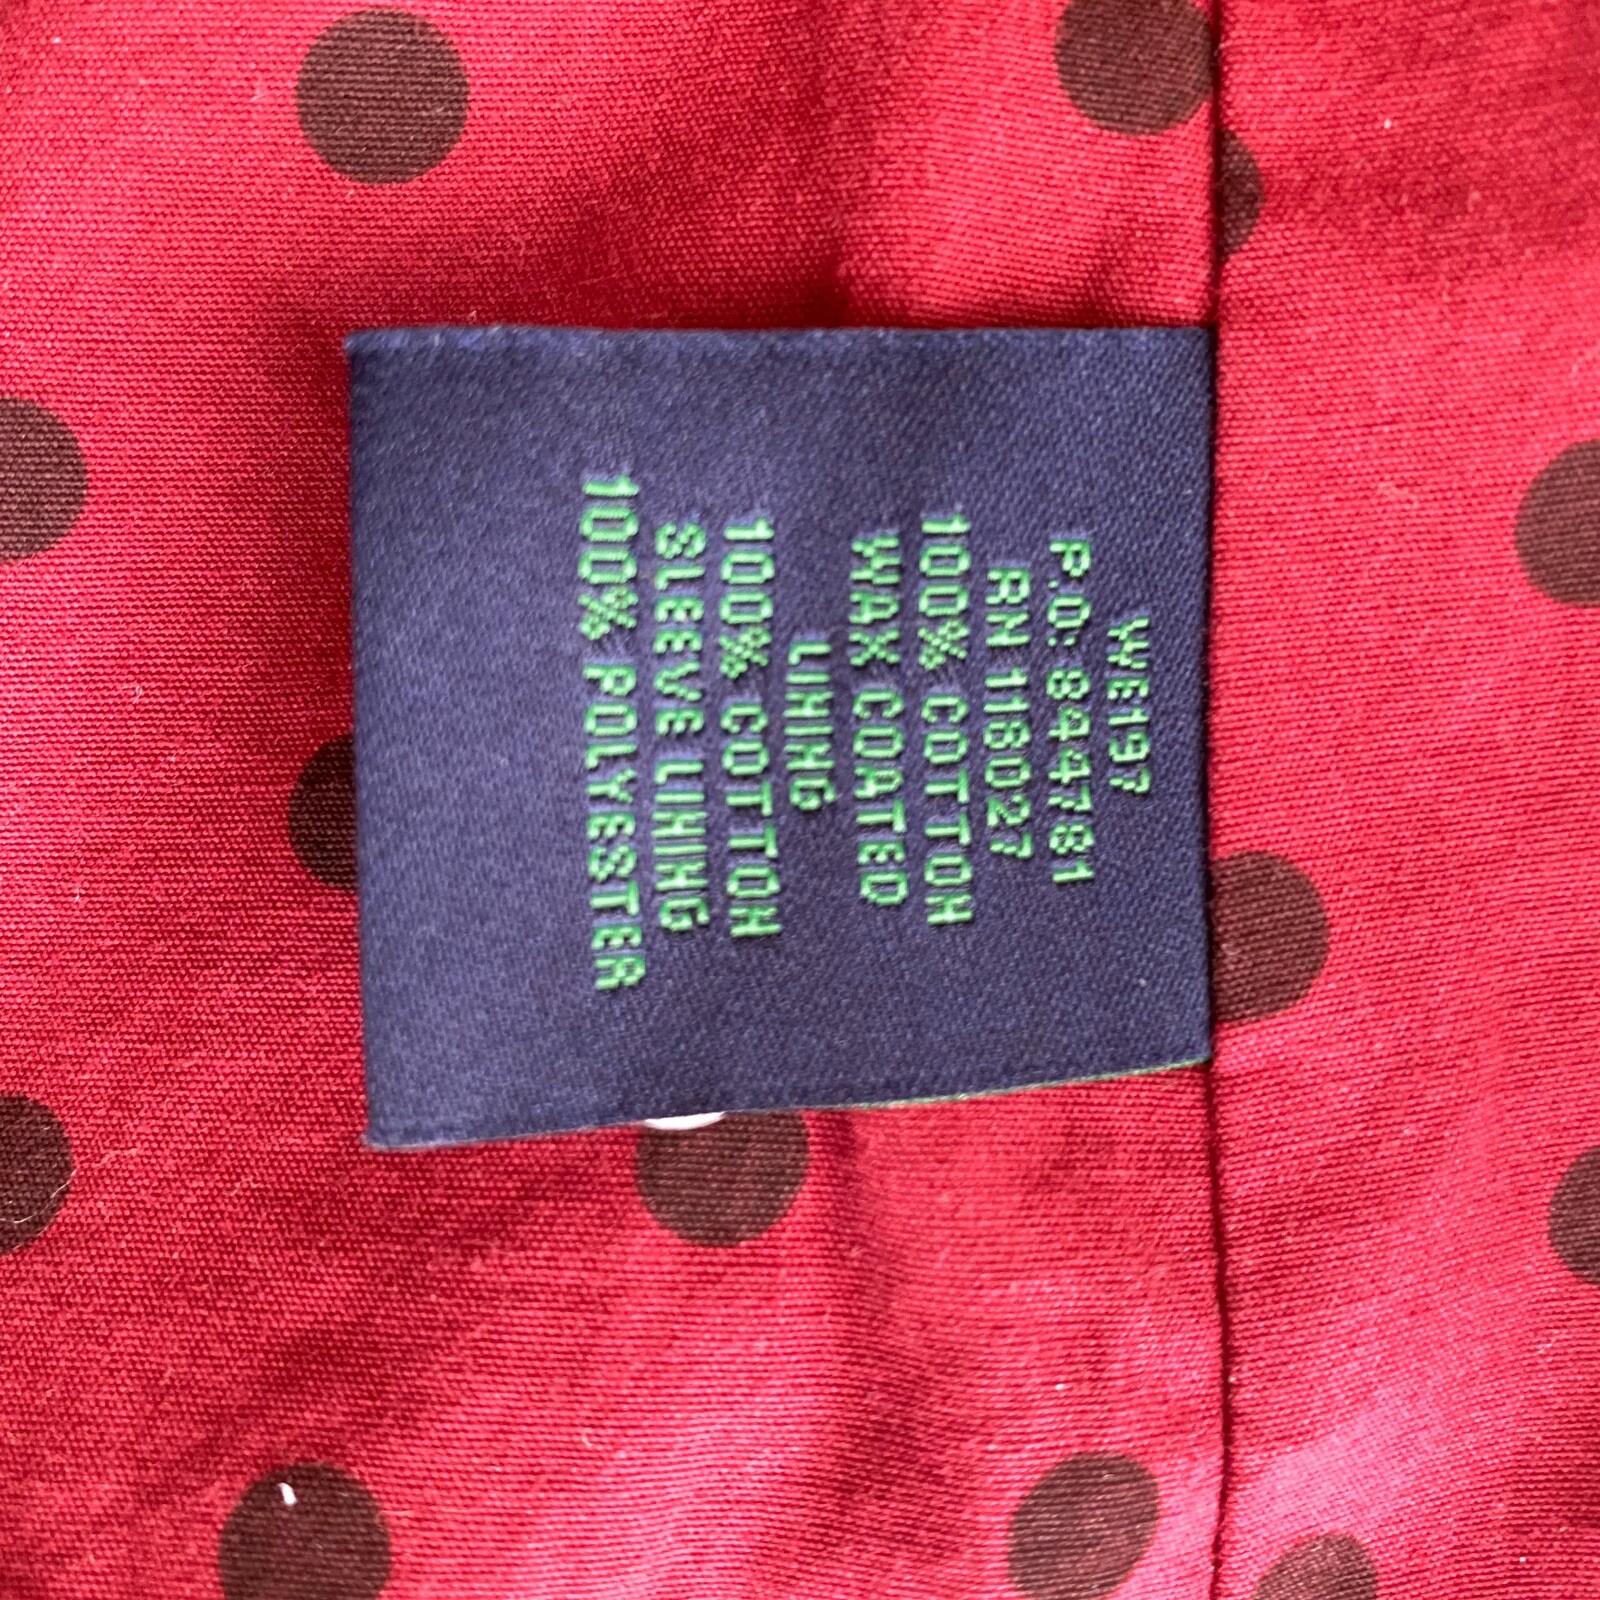 WE197
P.O: 844781
RN 118027
100% COTTON
WAX COATED
LINING
100% COTTON
SLEEVE LINING
100% POLYESTER